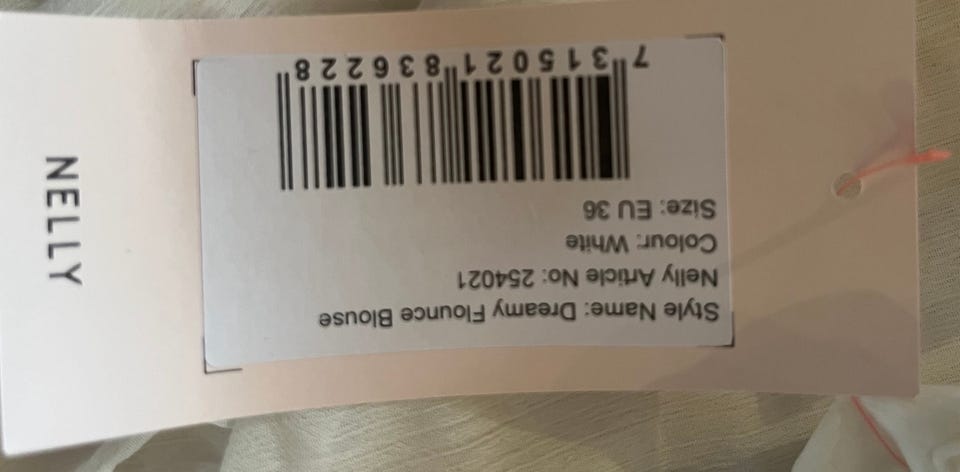 Style Name: Dreamy Flounce Blouse
Nelly Article No: 254021
Colour: White
Size: EU 36
7 315021 836228
NELLY